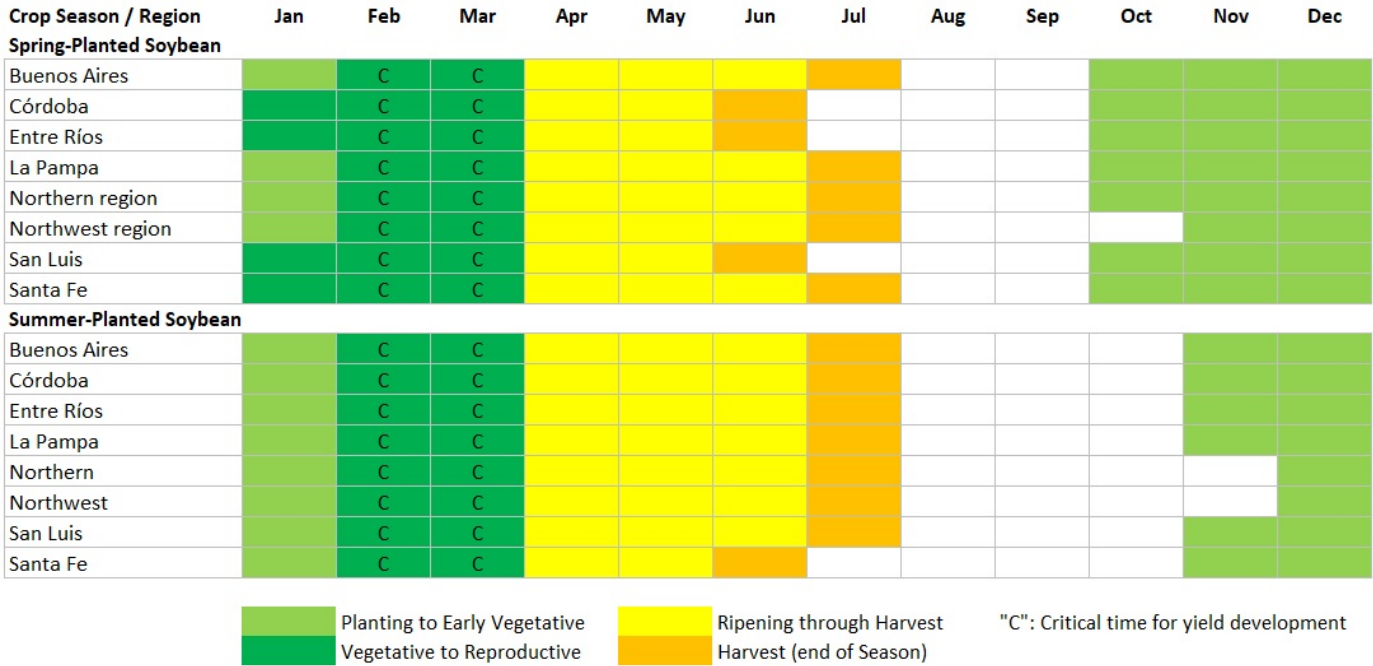 Crop Season / Region Jan Feb Mar Apr May Jun Jul Aug Sep Oct Nov Dec
Spring-Planted Soybean
Buenos Aires C C
Córdoba C C
Entre Ríos C C
La Pampa C C
Northern region C C
Northwest region C C
San Luis C C
Santa Fe C C
Summer-Planted Soybean
Buenos Aires C C
Córdoba C C
Entre Ríos C C
La Pampa C C
Northern C C
Northwest C C
San Luis C C
Santa Fe C C
Planting to Early Vegetative Ripening through Harvest "C": Critical time for yield development
Vegetative to Reproductive Harvest (end of Season)